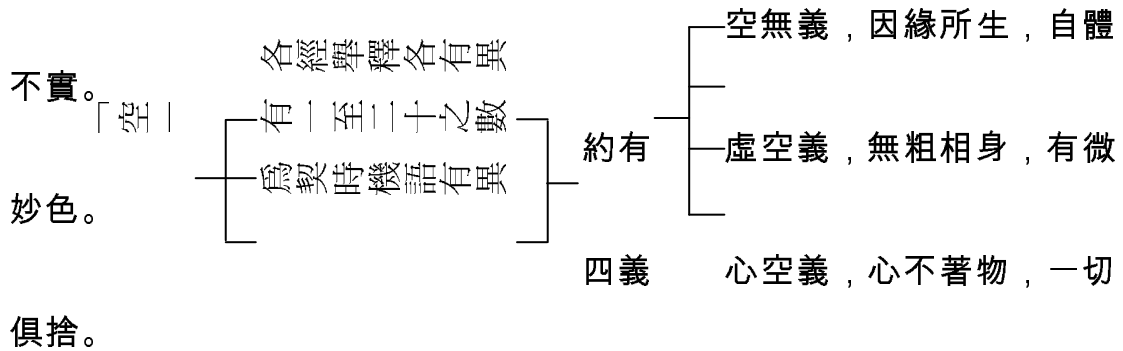 空無義，因緣所生，自體
各經舉釋各有異
不實。
「空」
有一至二十之數
約有
虛空義，無粗相身，有微
為契時機語有異
妙色。
四義
心空義，心不著物，一切
俱捨。